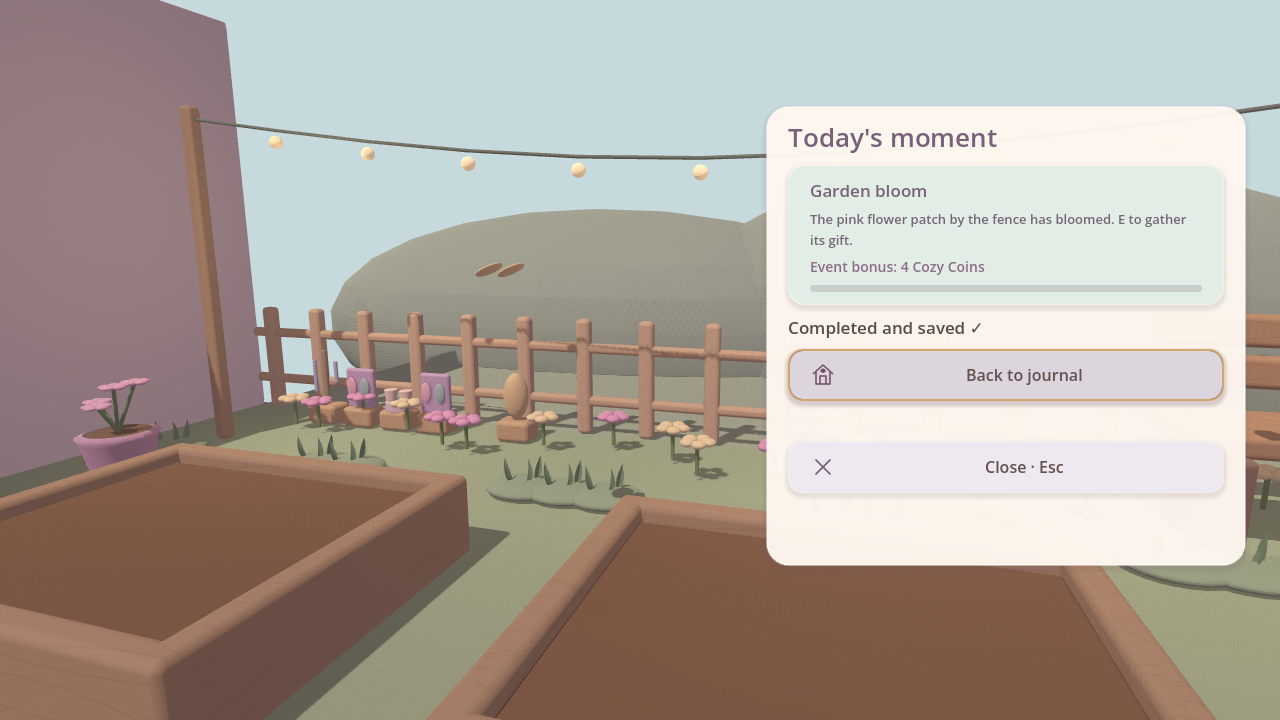 Today's moment
Garden bloom
The pink flower patch by the fence has bloomed. E to gather
its gift.
Event bonus: 4 Cozy Coins
Completed and saved ✓
Back to journal
Close · Esc